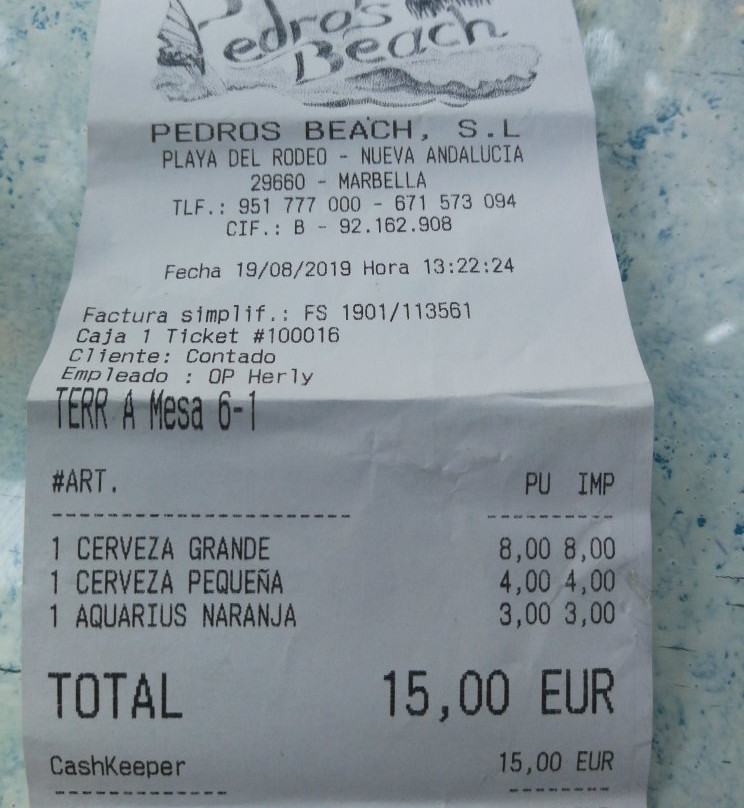 Pedro's
Beach
PEDROS BEACH, S.L
PLAYA DEL RODEO - NUEVA ANDALUCIA
29660 - MARBELLA
TLF.: 951 777 000 - 671 573 094
CIF.: B - 92.162.908
Fecha 19/08/2019 Hora 13:22:24
Factura simplif.: FS 1901/113561
Caja 1 Ticket #100016
Cliente: Contado
Empleado : OP Herly
TERR A Mesa 6-1
#ART. PU IMP
1 CERVEZA GRANDE 8,00 8,00
1 CERVEZA PEQUEÑA 4,00 4,00
1 AQUARIUS NARANJA 3,00 3,00
TOTAL 15,00 EUR
CashKeeper 15,00 EUR